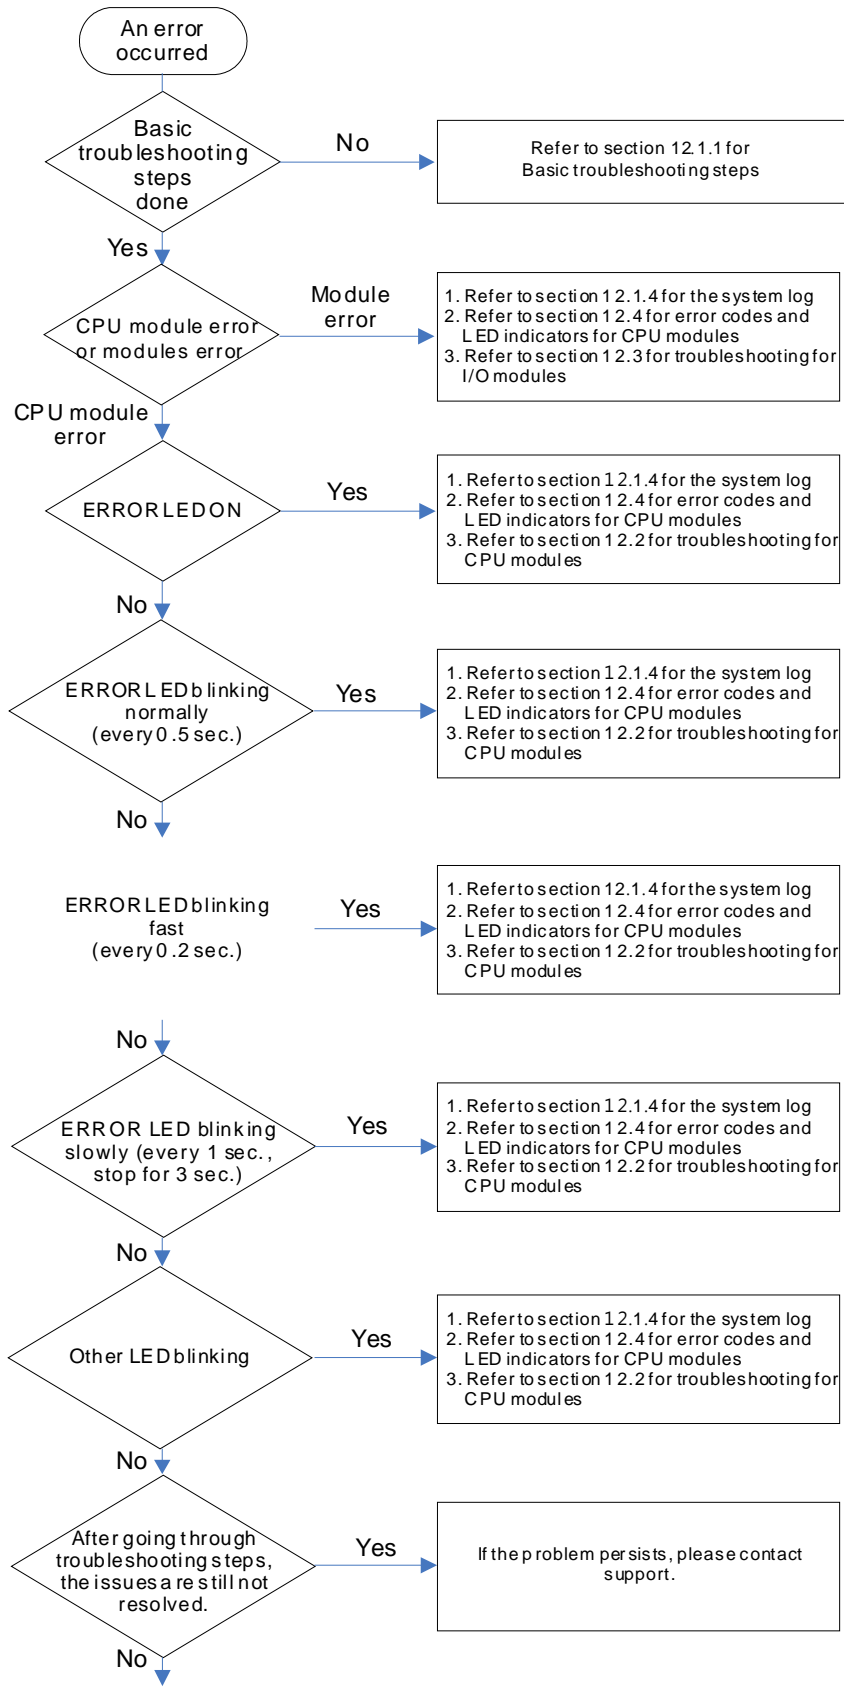 An error
occurred
Basic
troubleshooting
steps
done
No
Refer to section 12.1.1 for
Basic troubleshooting steps
Yes
CPU module error
or modules error
Module
error
1. Refer to section 12.1.4 for the system log
2. Refer to section 12.4 for error codes and
LED indicators for CPU modules
3. Refer to section 12.3 for troubleshooting for
I/O modules
CPU module
error
ERROR LED ON
Yes
1. Refer to section 12.1.4 for the system log
2. Refer to section 12.4 for error codes and
LED indicators for CPU modules
3. Refer to section 12.2 for troubleshooting for
CPU modules
No
ERROR LED blinking
normally
(every 0.5 sec.)
Yes
1. Refer to section 12.1.4 for the system log
2. Refer to section 12.4 for error codes and
LED indicators for CPU modules
3. Refer to section 12.2 for troubleshooting for
CPU modules
No
ERROR LED blinking
fast
(every 0.2 sec.)
Yes
1. Refer to section 12.1.4 for the system log
2. Refer to section 12.4 for error codes and
LED indicators for CPU modules
3. Refer to section 12.2 for troubleshooting for
CPU modules
No
ERROR LED blinking
slowly (every 1 sec.,
stop for 3 sec.)
Yes
1. Refer to section 12.1.4 for the system log
2. Refer to section 12.4 for error codes and
LED indicators for CPU modules
3. Refer to section 12.2 for troubleshooting for
CPU modules
No
Other LED blinking
Yes
1. Refer to section 12.1.4 for the system log
2. Refer to section 12.4 for error codes and
LED indicators for CPU modules
3. Refer to section 12.2 for troubleshooting for
CPU modules
No
After going through
troubleshooting steps,
the issues are still not
resolved.
Yes
If the problem persists, please contact
support.
No